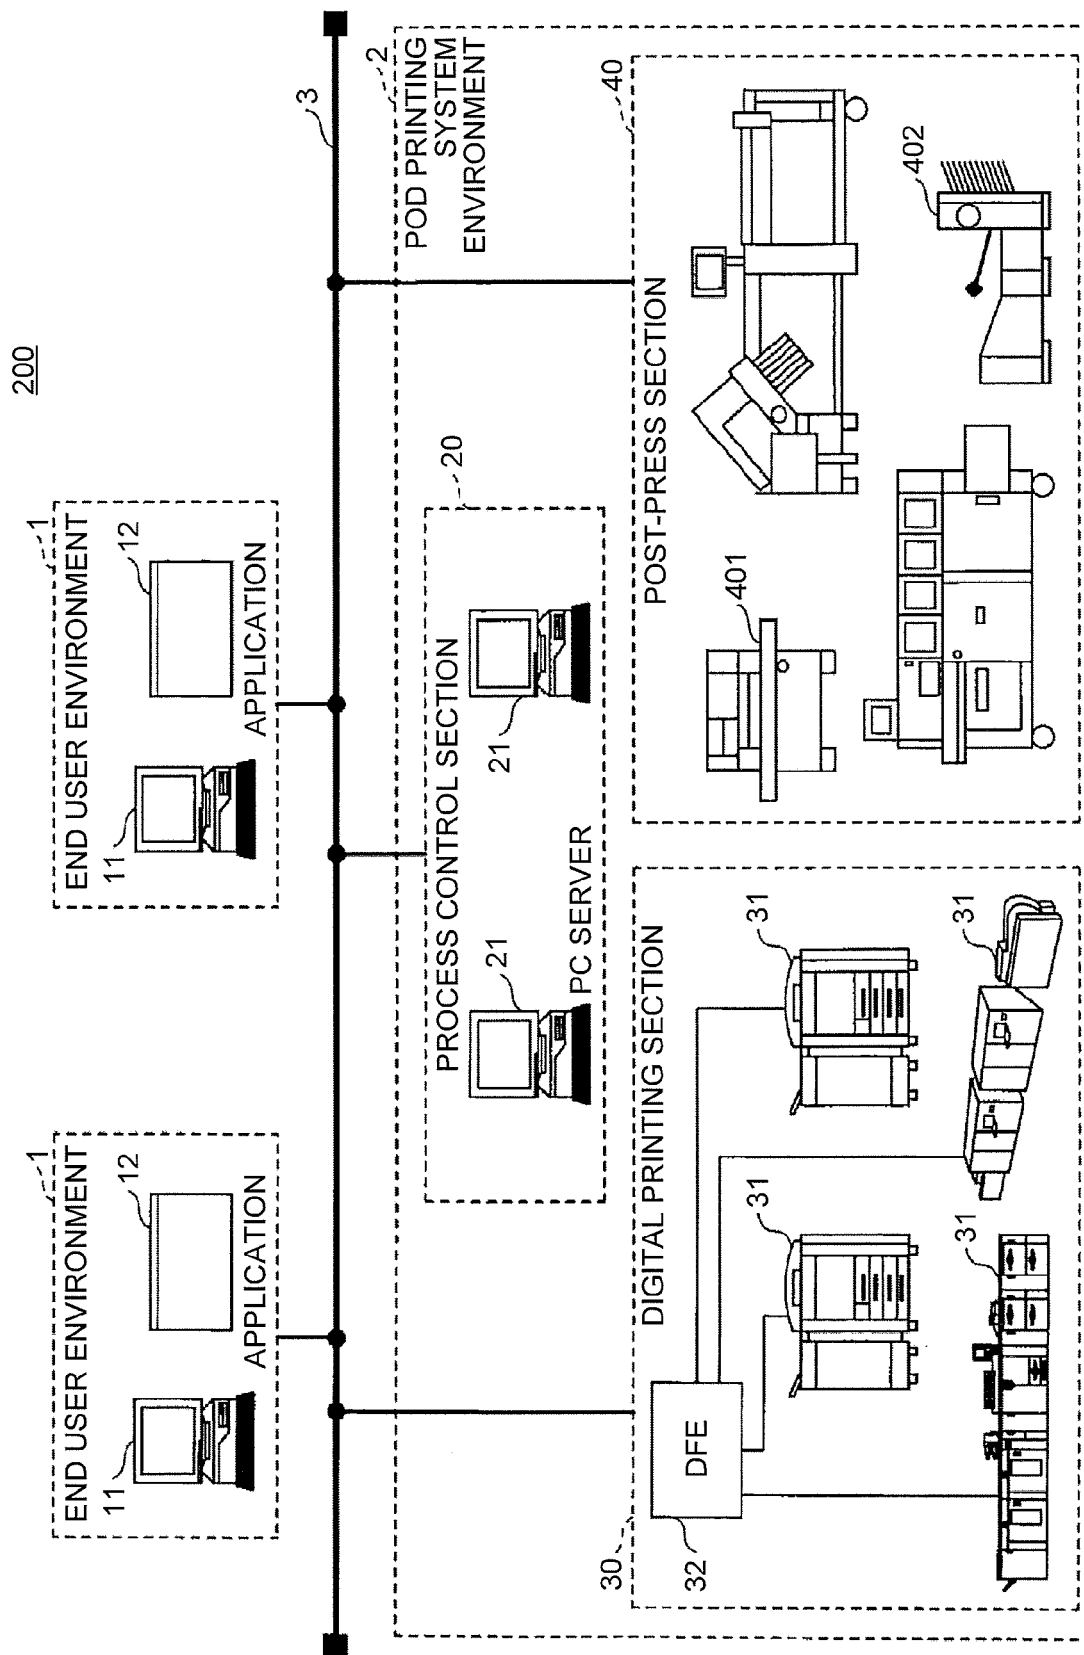 200
END USER ENVIRONMENT
1
11
12
APPLICATION
END USER ENVIRONMENT
1
11
12
APPLICATION
3
POD PRINTING
SYSTEM
ENVIRONMENT
2
PROCESS CONTROL SECTION
20
21
PC SERVER
21
DIGITAL PRINTING SECTION
30
DFE
32
31
31
31
31
POST-PRESS SECTION
40
401
402